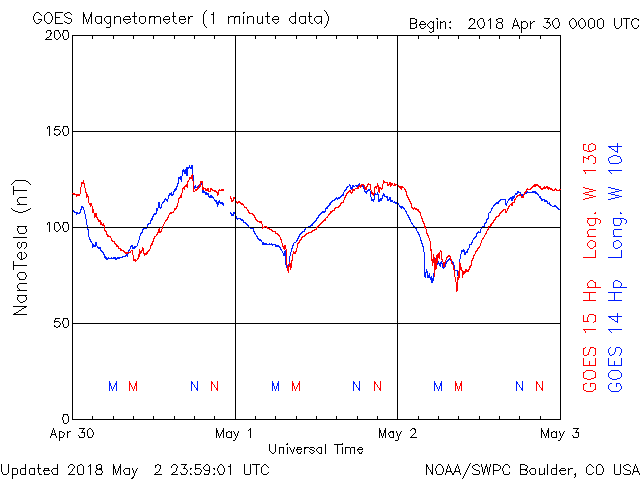 GOES Magnetometer (1 minute data)
Begin: 2018 Apr 30 0000 UTC
200
150
100
50
0
NanoTesla (nT)
M M N N M M N N M M N N
Apr 30 May 1 May 2 May 3
Universal Time
GOES 15 Hp Long. W 136
GOES 14 Hp Long. W 104
Updated 2018 May 2 23:59:01 UTC
NOAA/SWPC Boulder, CO USA